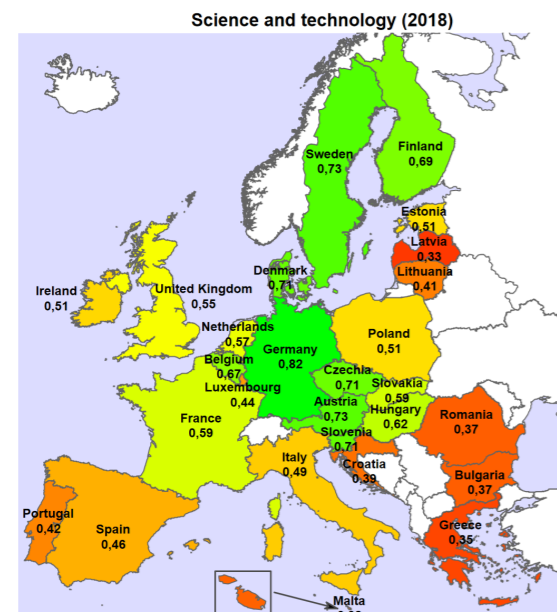 Science and technology (2018)
Finland
0,69
Sweden
0,73
Estonia
0,51
Latvia
0,33
Lithuania
0,41
Denmark
0,71
Ireland
0,51
United Kingdom
0,55
Netherlands
0,57
Poland
0,51
Germany
0,82
Belgium
0,67
Czechia
0,71
Luxembourg
0,44
Slovakia
0,59
Austria
0,73
Hungary
0,62
France
0,59
Romania
0,37
Slovenia
0,71
Italy
0,49
Croatia
0,39
Bulgaria
0,37
Portugal
0,42
Spain
0,46
Greece
0,35
Malta